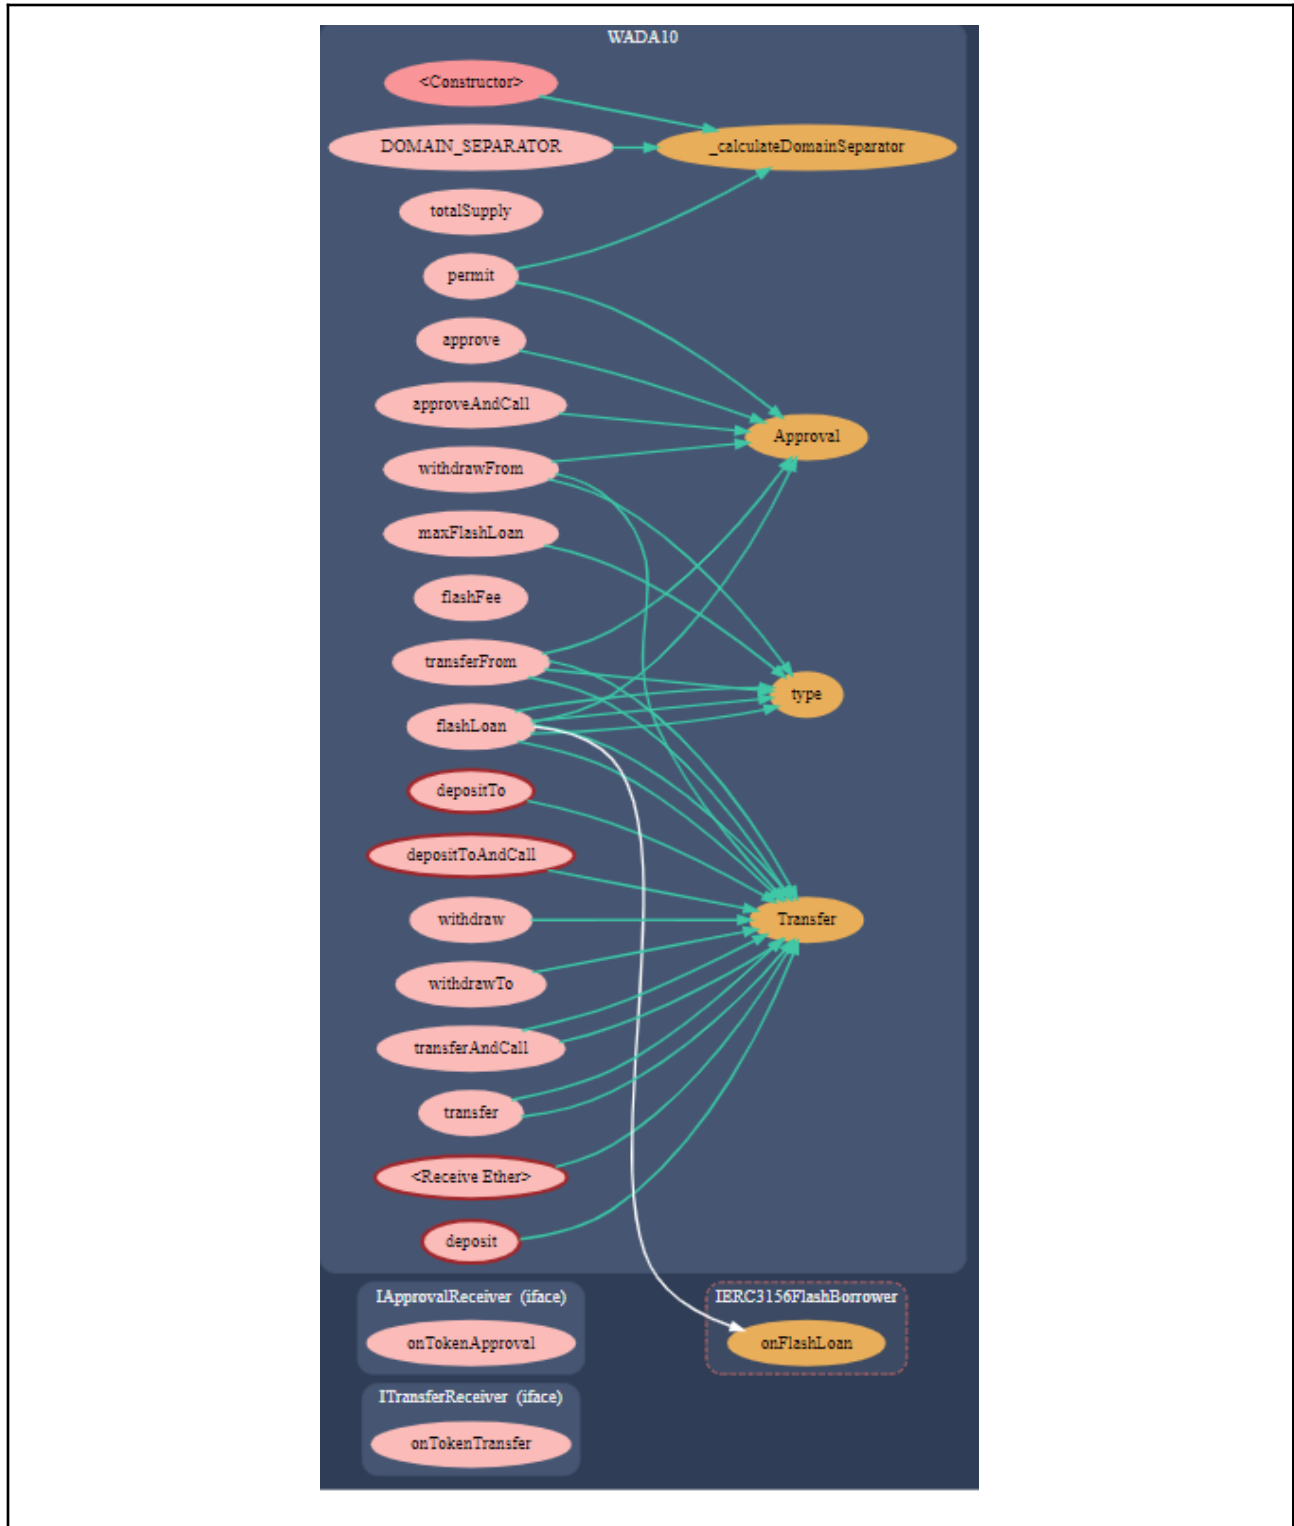 WADA10
<Constructor>
DOMAIN_SEPARATOR
_calculateDomainSeparator
totalSupply
permit
approve
approveAndCall
Approval
withdrawFrom
maxFlashLoan
flashFee
transferFrom
type
flashLoan
depositTo
depositToAndCall
withdraw
Transfer
withdrawTo
transferAndCall
transfer
<Receive Ether>
deposit
IApprovalReceiver (iface)
IERC3156FlashBorrower
onTokenApproval
onFlashLoan
ITransferReceiver (iface)
onTokenTransfer